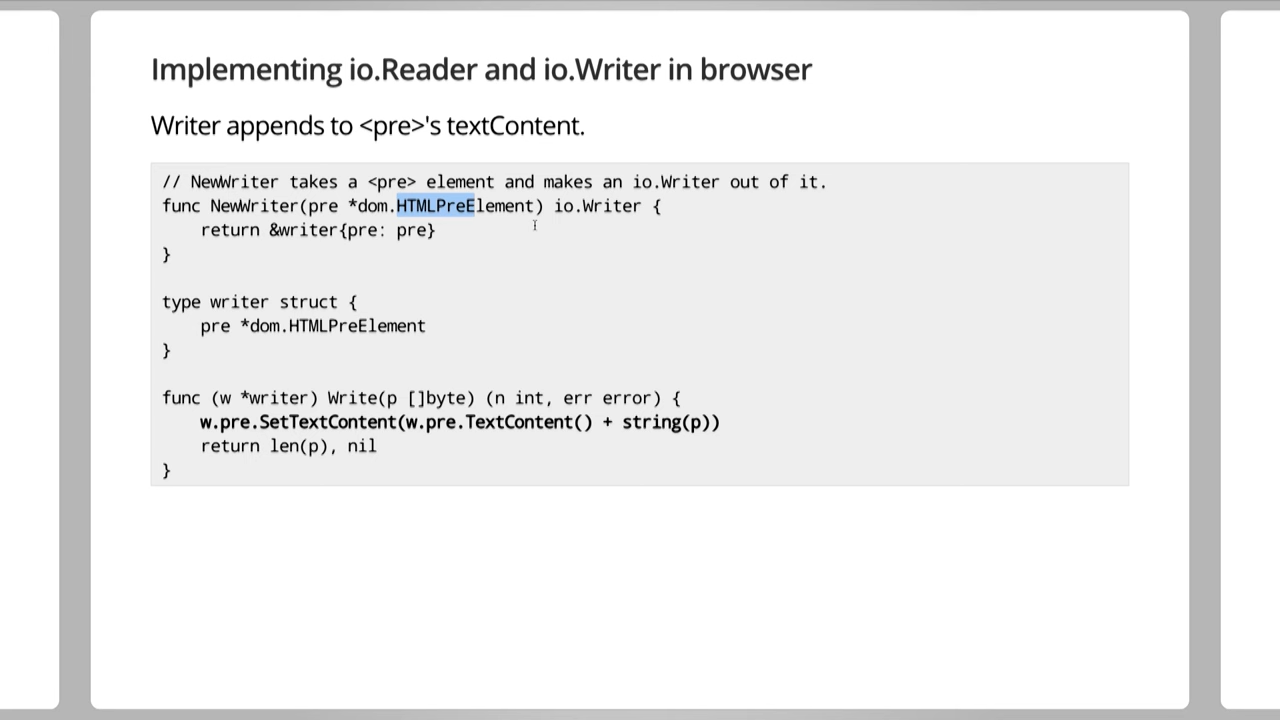 Implementing io.Reader and io.Writer in browser
Writer appends to <pre>'s textContent.
// NewWriter takes a <pre> element and makes an io.Writer out of it.
func NewWriter(pre *dom.HTMLPreElement) io.Writer {
    return &writer{pre: pre}
}
type writer struct {
    pre *dom.HTMLPreElement
}
func (w *writer) Write(p []byte) (n int, err error) {
    w.pre.SetTextContent(w.pre.TextContent() + string(p))
    return len(p), nil
}